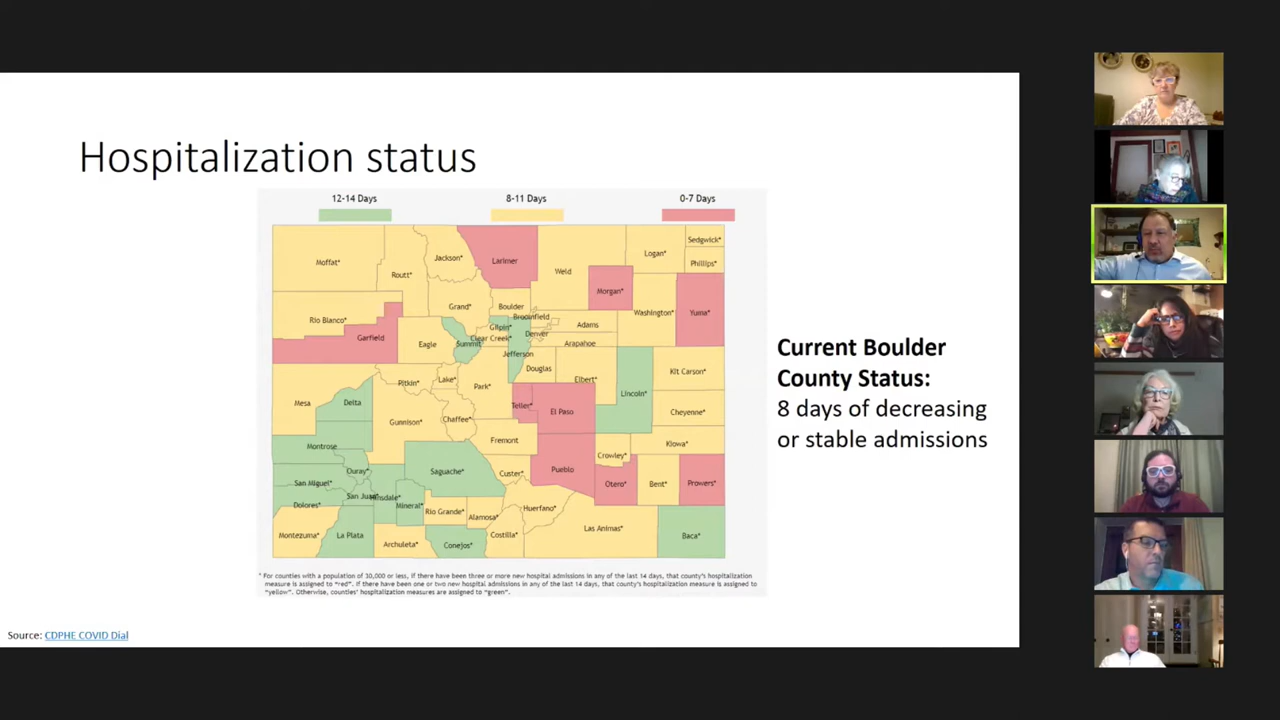 Hospitalization status
12-14 Days
8-11 Days
0-7 Days
Moffat*
Routt*
Jackson*
Larimer
Weld
Logan*
Sedgwick*
Phillips*
Morgan*
Rio Blanco*
Grand*
Boulder
Broomfield
Washington*
Yuma*
Garfield
Eagle
Summit
Gilpin*
Clear Creek*
Denver
Adams
Jefferson
Arapahoe
Pitkin*
Lake*
Park*
Douglas
Elbert*
Lincoln*
Kit Carson*
Mesa
Delta
Gunnison*
Chaffee*
Teller*
El Paso
Cheyenne*
Montrose
Ouray*
Saguache*
Fremont
Custer*
Pueblo
Crowley*
Kiowa*
San Miguel*
San Juan*
Hinsdale*
Mineral*
Rio Grande*
Alamosa*
Huerfano*
Otero*
Bent*
Prowers*
Dolores*
Montezuma*
La Plata
Archuleta*
Conejos*
Costilla*
Las Animas*
Baca*
* For counties with a population of 30,000 or less, if there have been three or more new hospital admissions in any of the last 14 days, that county's hospitalization
measure is assigned to "red". If there have been one or two new hospital admissions in any of the last 14 days, that county's hospitalization measure is assigned to
"yellow". Otherwise, counties' hospitalization measures are assigned to "green".
Current Boulder
County Status:
8 days of decreasing
or stable admissions
Source: CDPHE COVID Dial